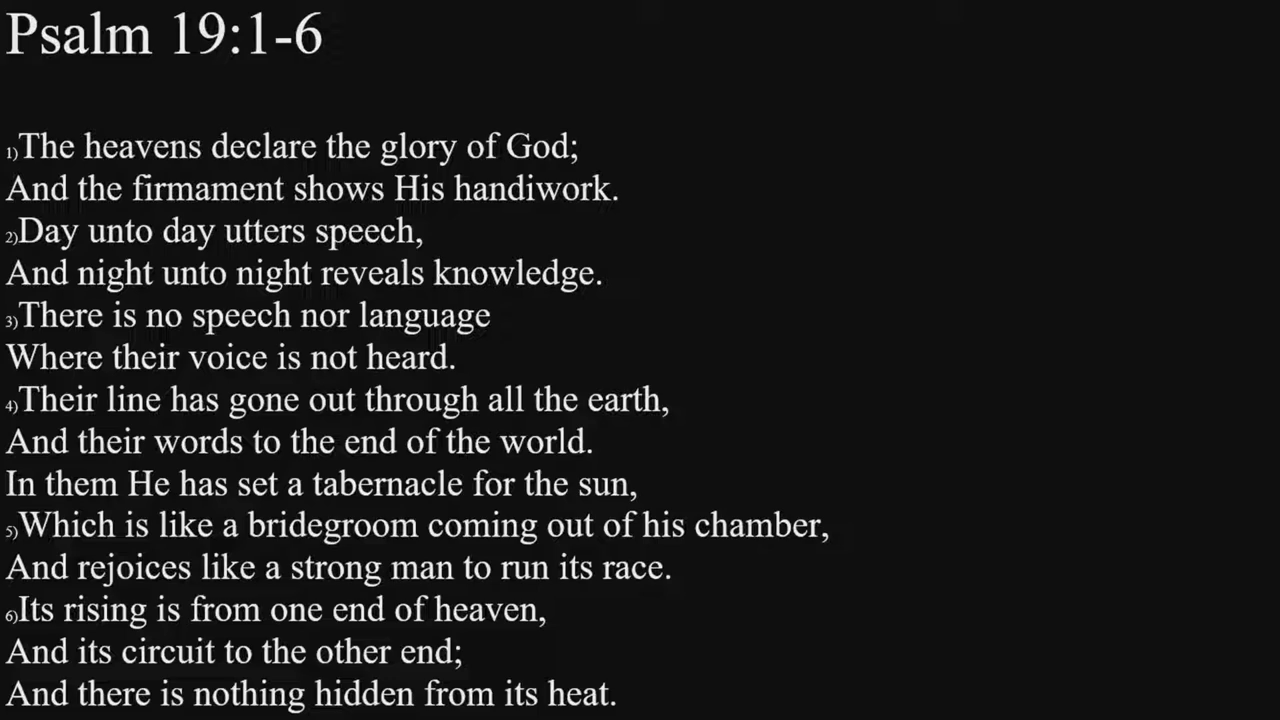 Psalm 19:1-6
1)The heavens declare the glory of God;
And the firmament shows His handiwork.
2)Day unto day utters speech,
And night unto night reveals knowledge.
3)There is no speech nor language
Where their voice is not heard.
4)Their line has gone out through all the earth,
And their words to the end of the world.
In them He has set a tabernacle for the sun,
5)Which is like a bridegroom coming out of his chamber,
And rejoices like a strong man to run its race.
6)Its rising is from one end of heaven,
And its circuit to the other end;
And there is nothing hidden from its heat.